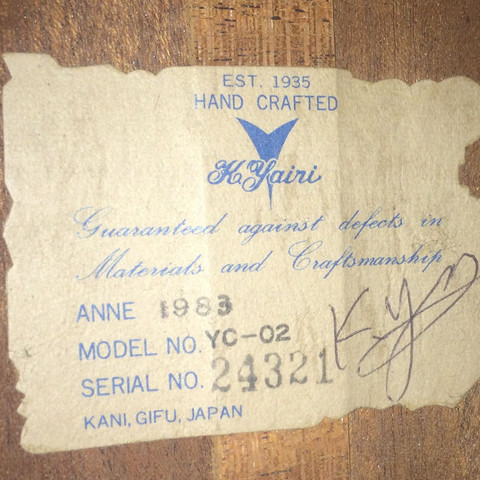 EST. 1935
HAND CRAFTED
K.Yairi
Guaranteed against defects in
Materials and Craftsmanship
ANNE 1983
MODEL NO. YC-02
SERIAL NO. 24321
KANI, GIFU, JAPAN